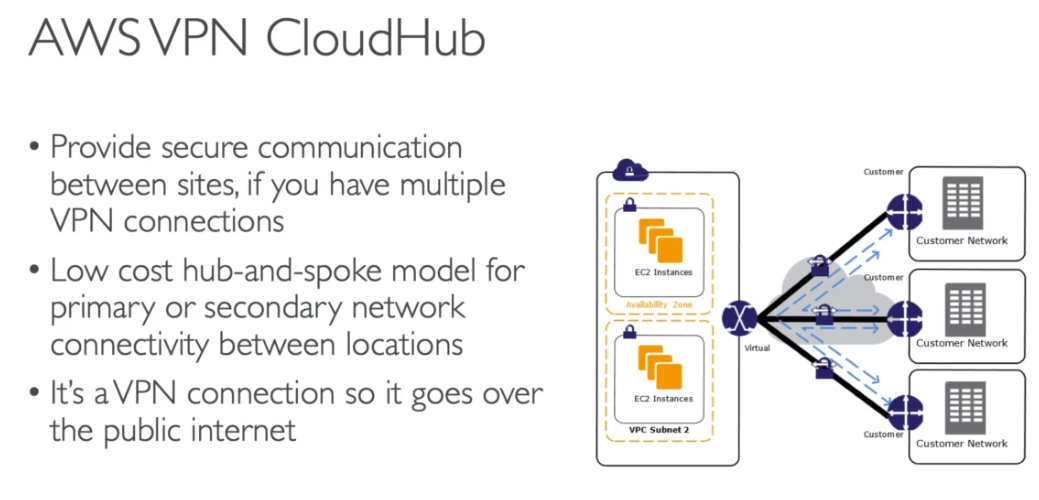 AWS VPN CloudHub
• Provide secure communication
between sites, if you have multiple
VPN connections
• Low cost hub-and-spoke model for
primary or secondary network
connectivity between locations
• It's a VPN connection so it goes over
the public internet
EC2 Instances
Availability Zone
EC2 Instances
VPC Subnet 2
Virtual
Customer
Customer Network
Customer
Customer Network
Customer
Customer Network